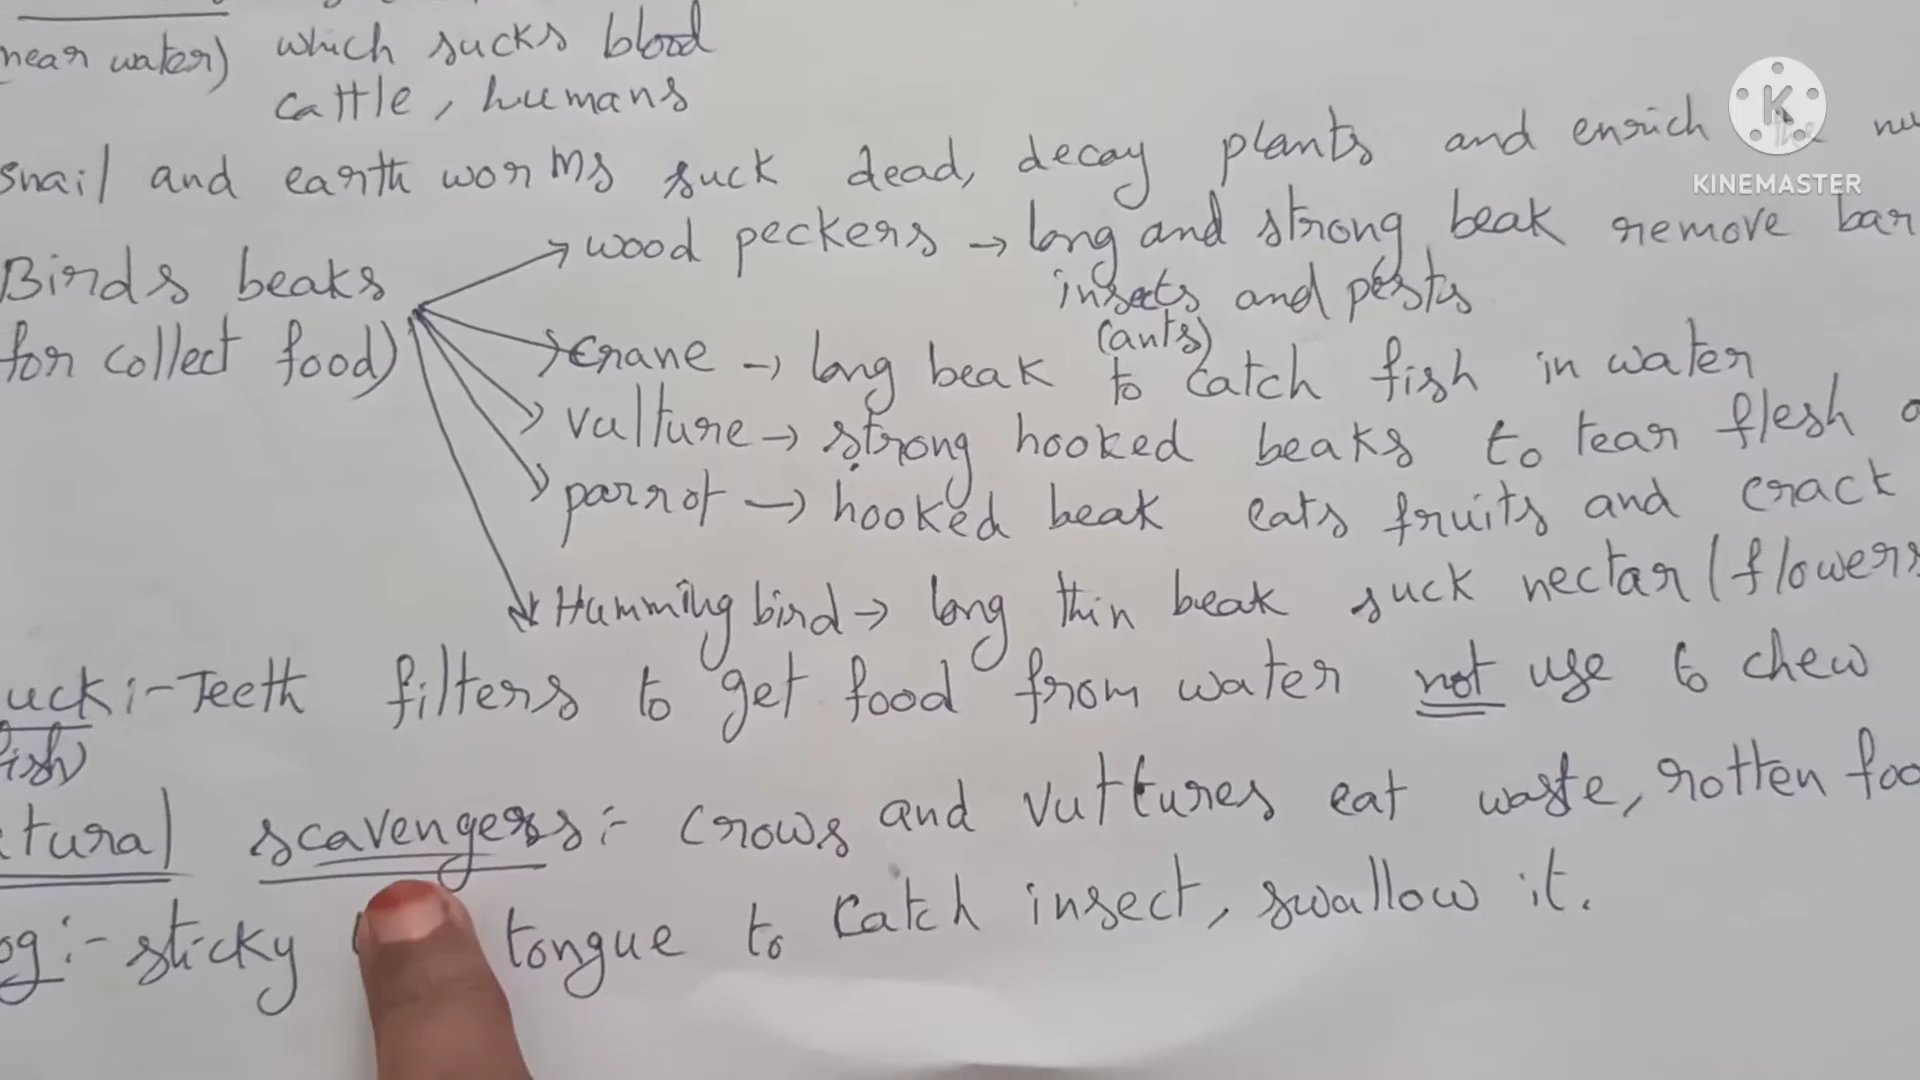 near water) which sucks blood
cattle, humans
snail and earth worms suck dead, decay plants and enrich
Birds beaks
for collect food)
wood peckers → long and strong beak remove bar
insects and pests
(ants)
crane → long beak to catch fish in water
vulture → strong hooked beaks to tear flesh
parrot → hooked beak eats fruits and crack
Humming bird → long thin beak suck nectar (flowers
uck :- Teeth filters to get food from water not use to chew
fish)
tural scavengers :- crows and vultures eat waste, rotten foo
og :- sticky tongue to catch insect, swallow it.
KINEMASTER